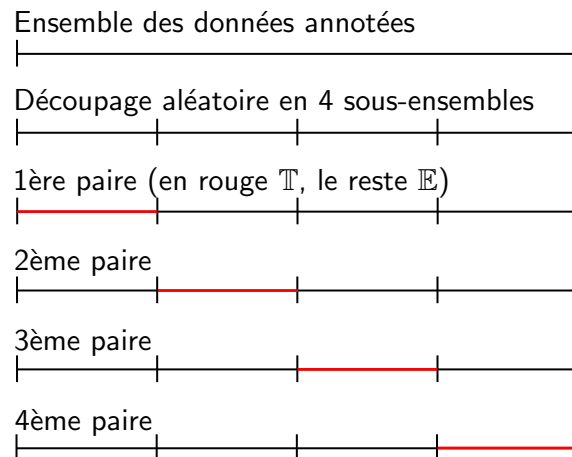 Ensemble des données annotées
Découpage aléatoire en 4 sous-ensembles
1ère paire (en rouge 𝕋, le reste 𝔼)
2ème paire
3ème paire
4ème paire